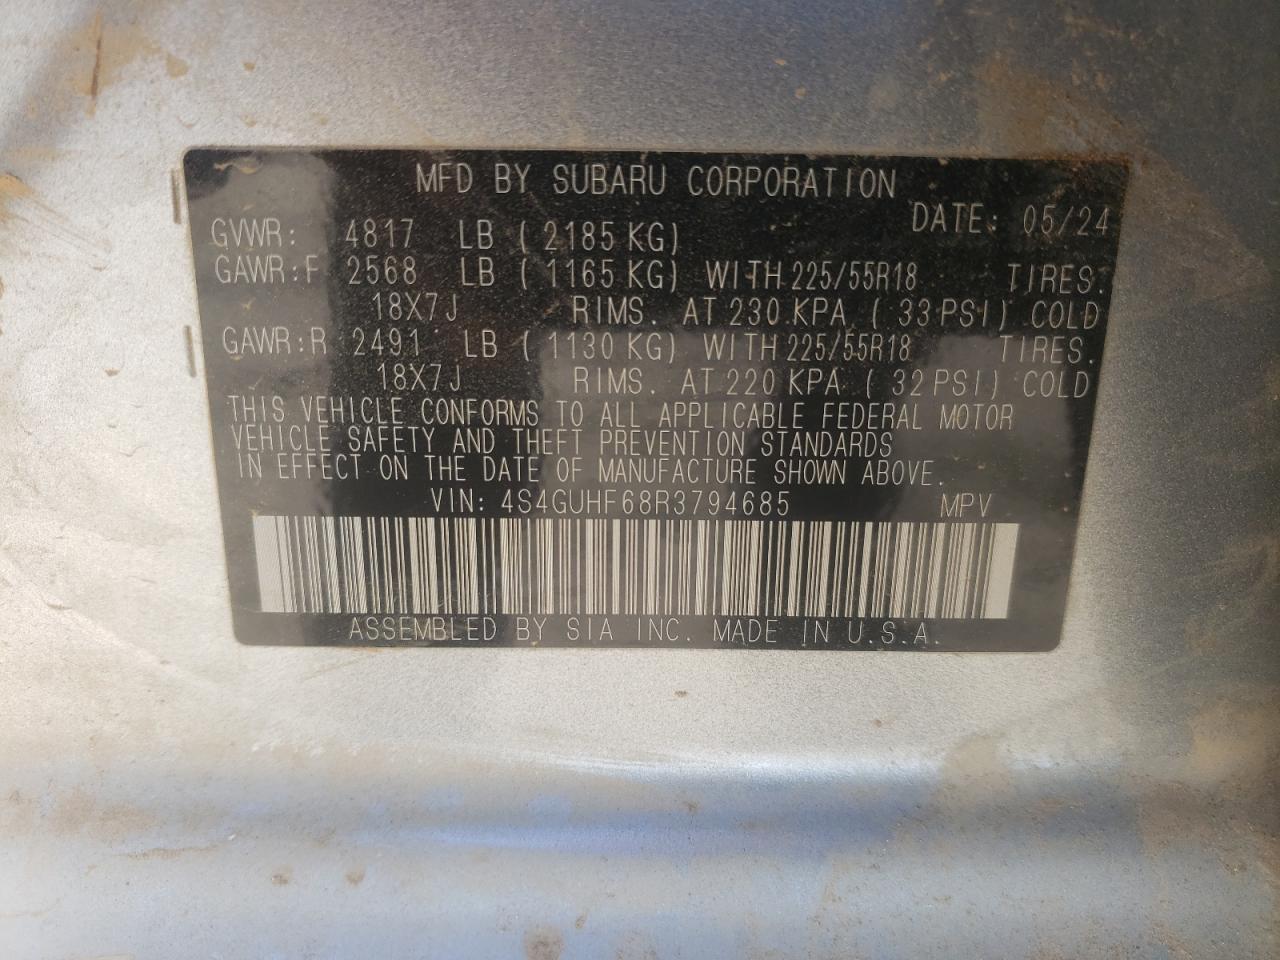 MFD BY SUBARU CORPORATION
DATE: 05/24
GVWR: 4817 LB ( 2185 KG)
GAWR:F 2568 LB ( 1165 KG) WITH 225/55R18 TIRES.
18X7J RIMS. AT 230 KPA ( 33 PSI) COLD
GAWR:R 2491 LB ( 1130 KG) WITH 225/55R18 TIRES.
18X7J RIMS. AT 220 KPA ( 32 PSI) COLD
THIS VEHICLE CONFORMS TO ALL APPLICABLE FEDERAL MOTOR
VEHICLE SAFETY AND THEFT PREVENTION STANDARDS
IN EFFECT ON THE DATE OF MANUFACTURE SHOWN ABOVE.
VIN: 4S4GUHF68R3794685 MPV
ASSEMBLED BY SIA INC. MADE IN U.S.A.